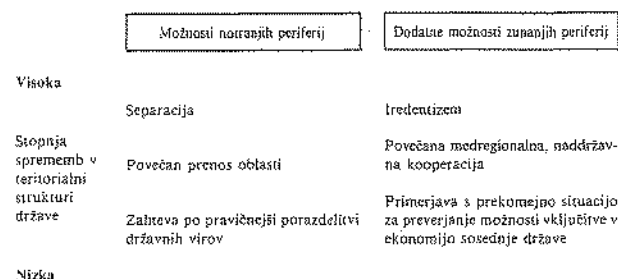 Možnosti notranjih periferij
Dodatne možnosti zunanjih periferij
Visoka
Separacija
Iredentizem
Stopnja
sprememb v
teritorialni
strukturi
države
Povečan prenos oblasti
Povečana medregionalna, naddržav-
na kooperacija
Zahteva po pravičnejši porazdelitvi
državnih virov
Primerjava s prekomejno situacijo
za preverjanje možnosti vključitve v
ekonomijo sosednje države
Nizka